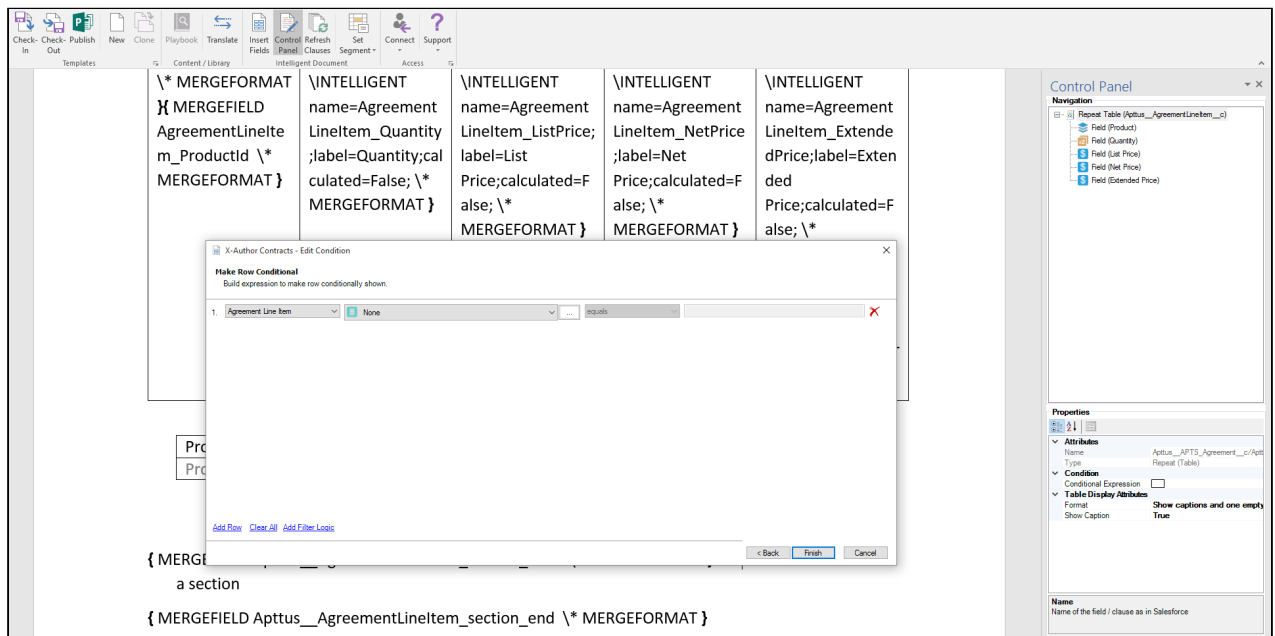 Check- Check- Publish New Clone Playbook Translate Insert Control Refresh Set Connect Support
In Out Fields Panel Clauses Segment
Templates Content / Library Intelligent Document Access
\* MERGEFORMAT
}{ MERGEFIELD
AgreementLineIte
m_ProductId \*
MERGEFORMAT }
\INTELLIGENT
name=Agreement
LineItem_Quantity
;label=Quantity;cal
culated=False; \*
MERGEFORMAT }
\INTELLIGENT
name=Agreement
LineItem_ListPrice;
label=List
Price;calculated=F
alse; \*
MERGEFORMAT }
\INTELLIGENT
name=Agreement
LineItem_NetPrice
;label=Net
Price;calculated=F
alse; \*
MERGEFORMAT }
\INTELLIGENT
name=Agreement
LineItem_Extende
dPrice;label=Exten
ded
Price;calculated=F
alse; \*
X-Author Contracts - Edit Condition
Make Row Conditional
Build expression to make row conditionally shown.
1. Agreement Line Item None ... equals
Add Row Clear All Add Filter Logic
< Back Finish Cancel
Pro
Pro
{ MERGE
a section
{ MERGEFIELD Apttus__AgreementLineItem_section_end \* MERGEFORMAT }
Control Panel
Navigation
Repeat Table (Apttus__AgreementLineItem__c)
Field (Product)
Field (Quantity)
Field (List Price)
Field (Net Price)
Field (Extended Price)
Properties
Attributes
Name Apttus__APTS_Agreement__c/Aptt
Type Repeat (Table)
Condition
Conditional Expression
Table Display Attributes
Format Show captions and one empty
Show Caption True
Name
Name of the field / clause as in Salesforce